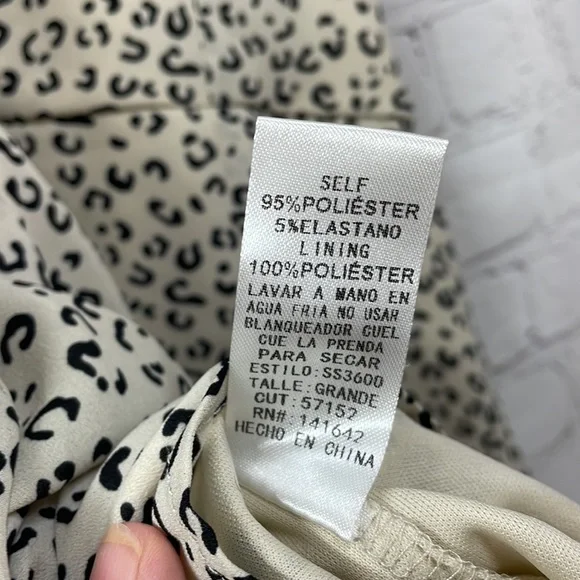 SELF
95%POLIÉSTER
5%ELASTANO
LINING
100%POLIÉSTER
LAVAR A MANO EN
AGUA FRIA NO USAR
BLANQUEADOR CUEL
CUE LA PRENDA
PARA SECAR
ESTILO:SS3600
TALLE:GRANDE
CUT:57152
RN#:141642
HECHO EN CHINA